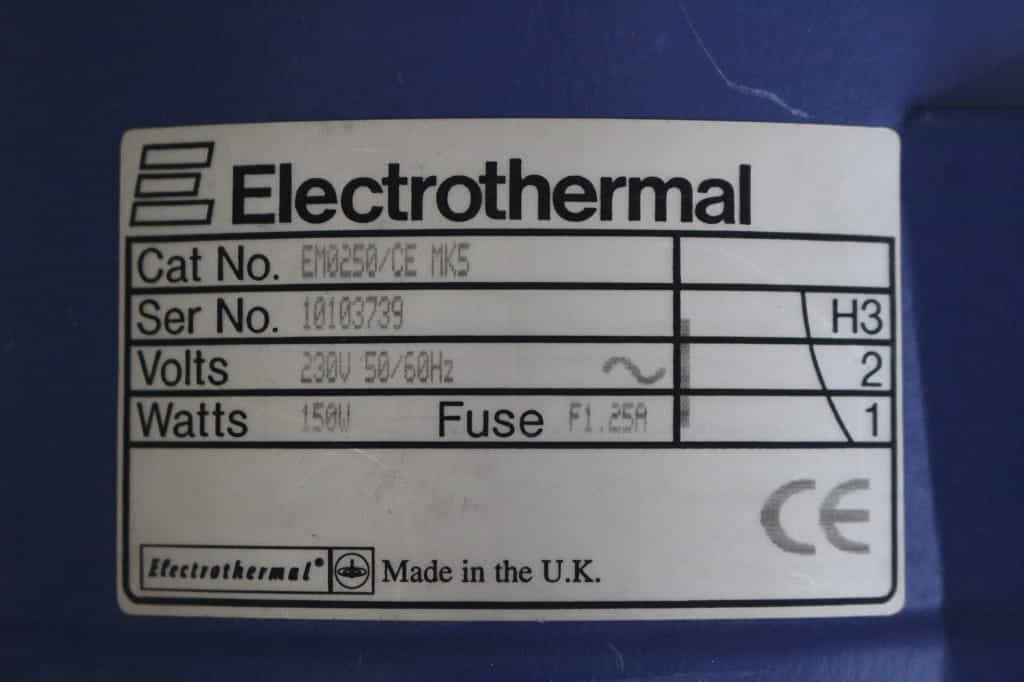 Electrothermal
Cat No. EM0250/CE MK5
Ser No. 10103739 H3
Volts 230V 50/60Hz 2
Watts 150W Fuse F1.25A 1
CE
Electrothermal® Made in the U.K.